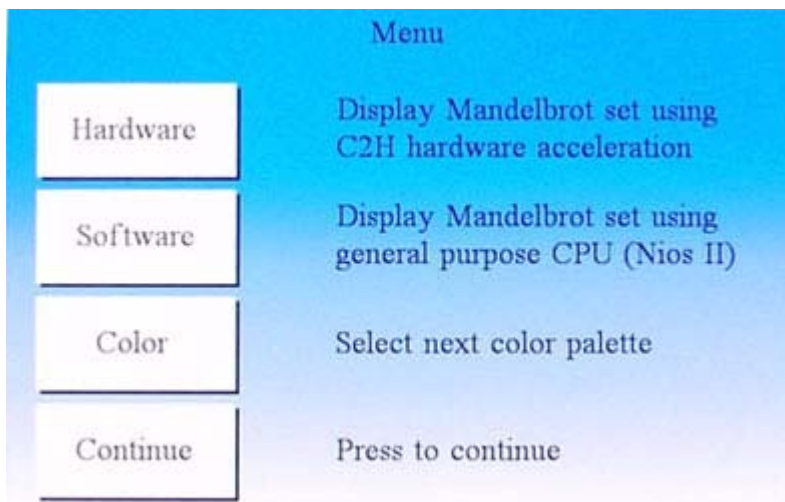 Menu
Hardware
Display Mandelbrot set using
C2H hardware acceleration
Software
Display Mandelbrot set using
general purpose CPU (Nios II)
Color
Select next color palette
Continue
Press to continue